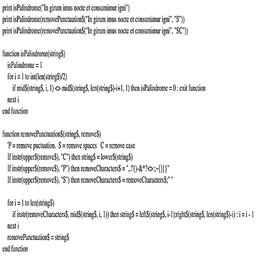 print isPalindrome("In girum imus nocte et consumimur igni")
print isPalindrome(removePunctuation$("In girum imus nocte et consumimur igni", "S"))
print isPalindrome(removePunctuation$("In girum imus nocte et consumimur igni", "SC"))
function isPalindrome(string$)
isPalindrome = 1
for i = 1 to int(len(string$)/2)
if mid$(string$, i, 1) <> mid$(string$, len(string$)-i+1, 1) then isPalindrome = 0 : exit function
next i
end function
function removePunctuation$(string$, remove$)
'P = remove puctuation. S = remove spaces C = remove case
If instr(upper$(remove$), "C") then string$ = lower$(string$)
If instr(upper$(remove$), "P") then removeCharacters$ = ",.!'()-&*?<>:;~[]{}"
If instr(upper$(remove$), "S") then removeCharacters$ = removeCharacters$;" "
for i = 1 to len(string$)
if instr(removeCharacters$, mid$(string$, i, 1)) then string$ = left$(string$, i-1);right$(string$, len(string$)-i) : i = i - 1
next i
removePunctuation$ = string$
end function